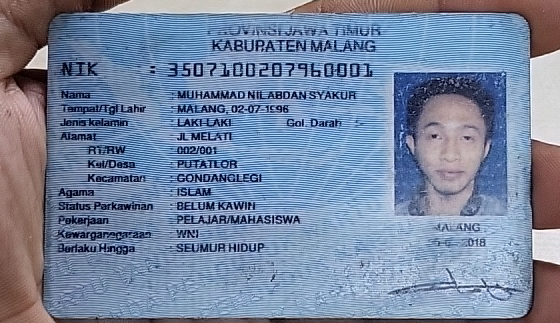 PROVINSI JAWA TIMUR
KABUPATEN MALANG
NIK : 3507100207960001
Nama : MUHAMMAD NILABDAN SYAKUR
Tempat/Tgl Lahir : MALANG, 02-07-1996
Jenis kelamin : LAKI-LAKI Gol. Darah :-
Alamat : JL MELATI
RT/RW : 002/001
Kel/Desa : PUTATLOR
Kecamatan : GONDANGLEGI
Agama : ISLAM
Status Perkawinan : BELUM KAWIN
Pekerjaan : PELAJAR/MAHASISWA
Kewarganegaraan : WNI
Berlaku Hingga : SEUMUR HIDUP
MALANG
2018